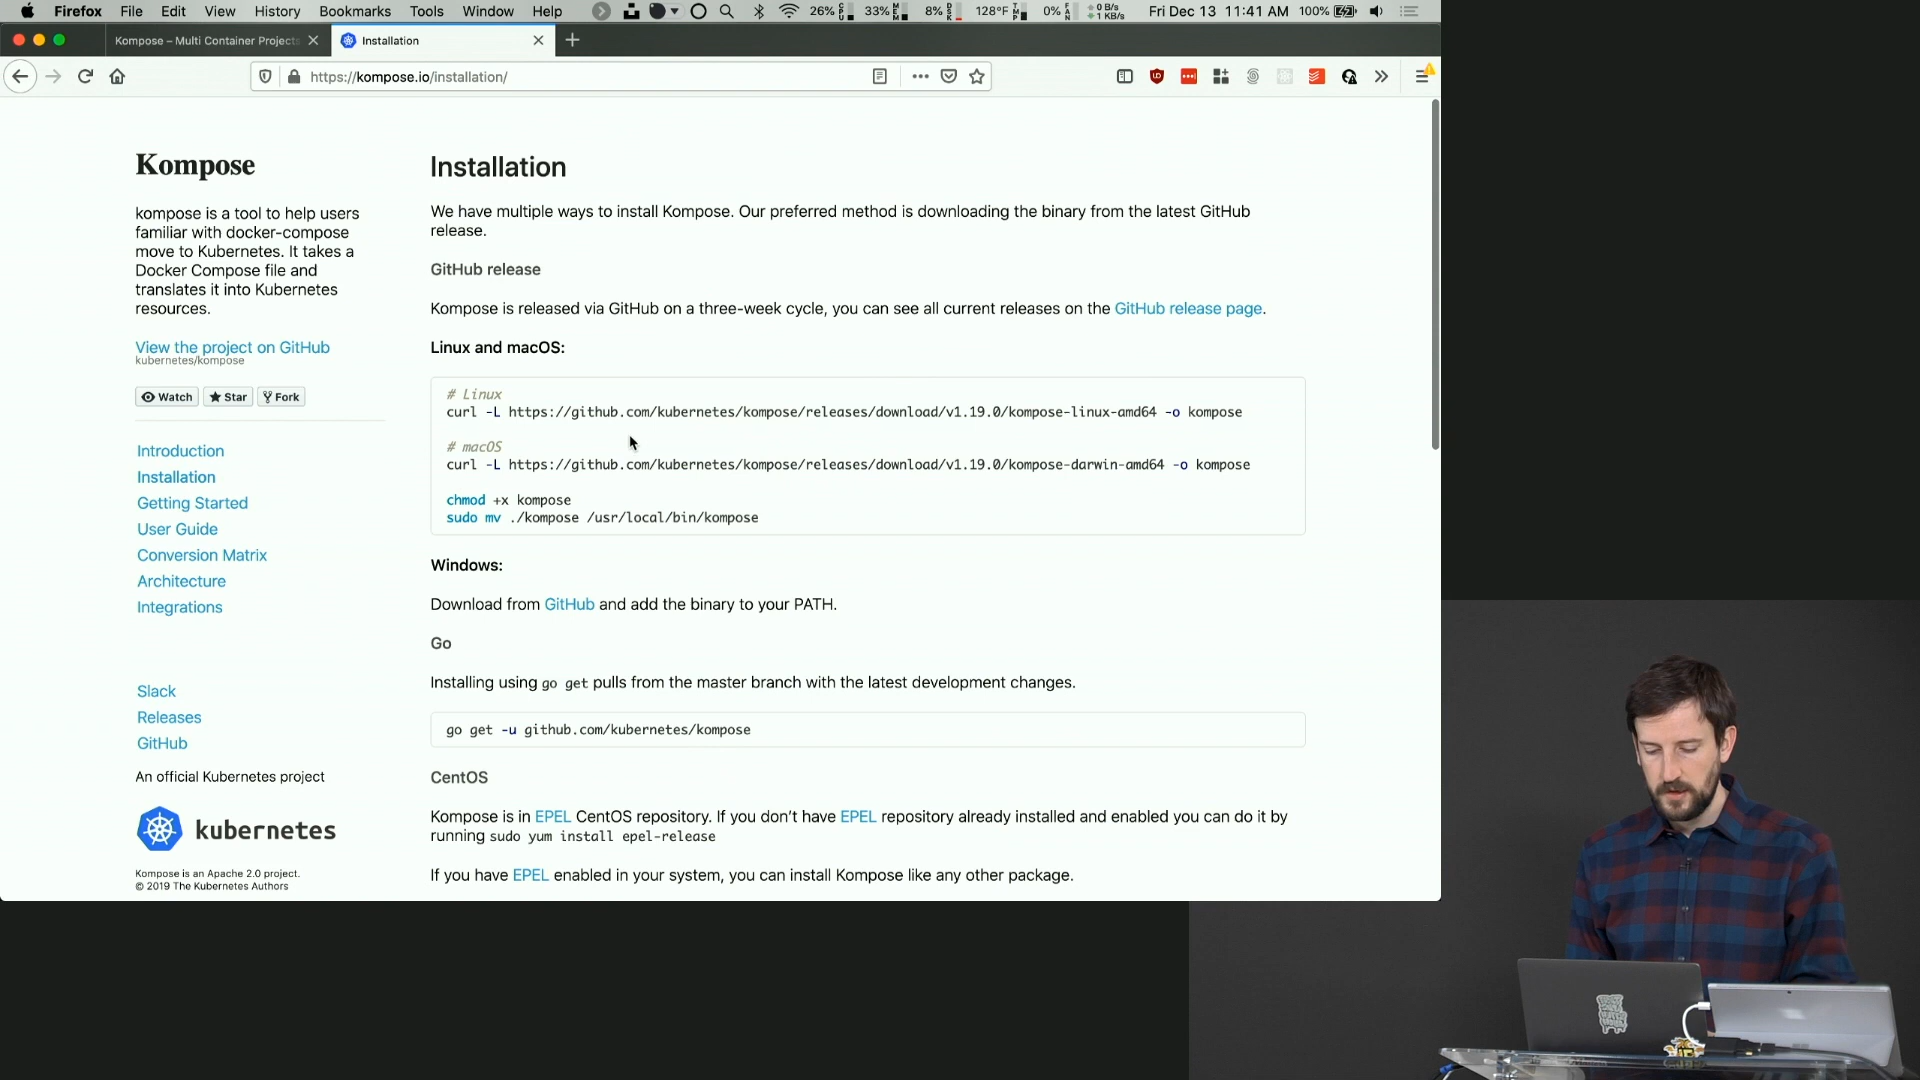 Firefox File Edit View History Bookmarks Tools Window Help 26% 33% 8% 128°F 0% 0 B/s 1 KB/s Fri Dec 13 11:41 AM 100%
Kompose – Multi Container Projects
Installation
https://kompose.io/installation/
Kompose
kompose is a tool to help users
familiar with docker-compose
move to Kubernetes. It takes a
Docker Compose file and
translates it into Kubernetes
resources.
View the project on GitHub
kubernetes/kompose
Watch Star Fork
Introduction
Installation
Getting Started
User Guide
Conversion Matrix
Architecture
Integrations
Slack
Releases
GitHub
An official Kubernetes project
kubernetes
Kompose is an Apache 2.0 project.
© 2019 The Kubernetes Authors
Installation
We have multiple ways to install Kompose. Our preferred method is downloading the binary from the latest GitHub
release.
GitHub release
Kompose is released via GitHub on a three-week cycle, you can see all current releases on the GitHub release page.
Linux and macOS:
# Linux
curl -L https://github.com/kubernetes/kompose/releases/download/v1.19.0/kompose-linux-amd64 -o kompose
# macOS
curl -L https://github.com/kubernetes/kompose/releases/download/v1.19.0/kompose-darwin-amd64 -o kompose
chmod +x kompose
sudo mv ./kompose /usr/local/bin/kompose
Windows:
Download from GitHub and add the binary to your PATH.
Go
Installing using go get pulls from the master branch with the latest development changes.
go get -u github.com/kubernetes/kompose
CentOS
Kompose is in EPEL CentOS repository. If you don't have EPEL repository already installed and enabled you can do it by
running sudo yum install epel-release
If you have EPEL enabled in your system, you can install Kompose like any other package.